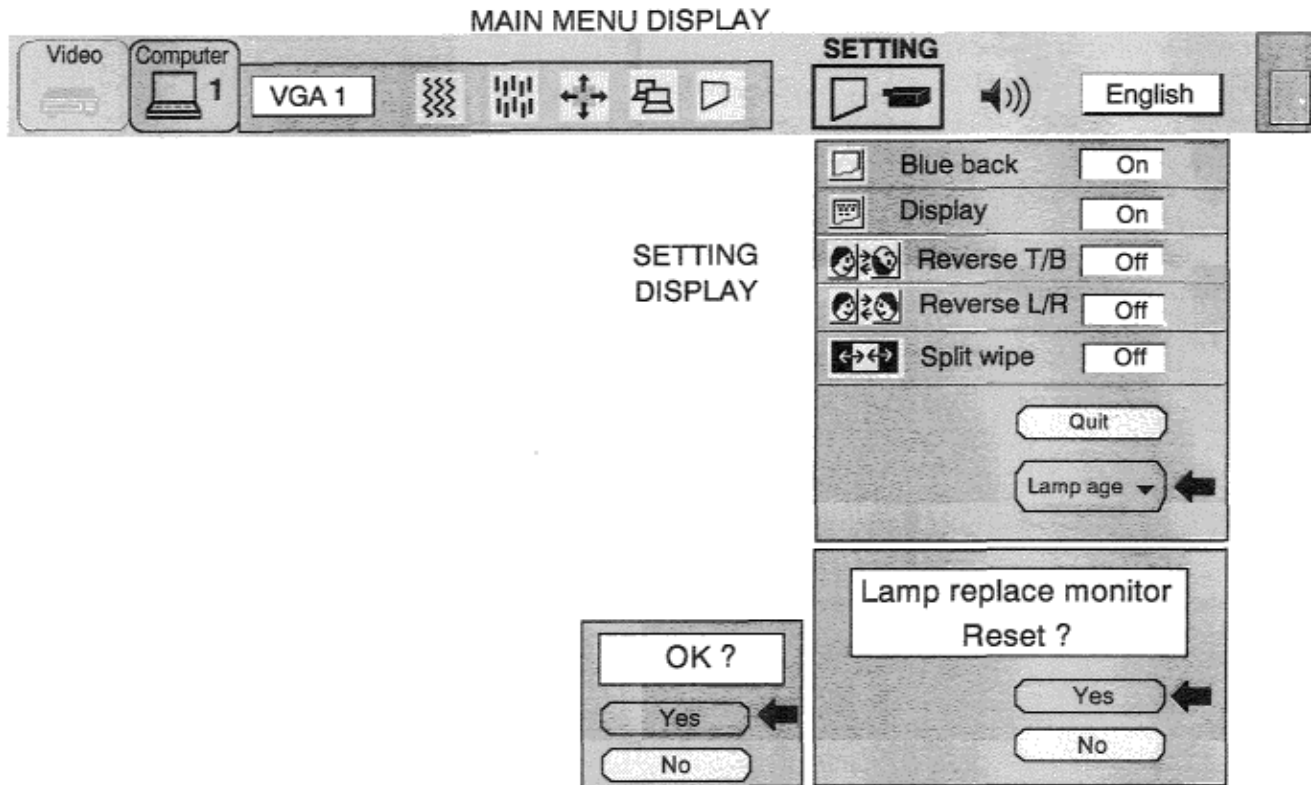 MAIN MENU DISPLAY
Video
Computer
1
VGA 1
SETTING
English
Blue back On
Display On
SETTING
DISPLAY
Reverse T/B Off
Reverse L/R Off
Split wipe Off
Quit
Lamp age
Lamp replace monitor
Reset ?
Yes
No
OK ?
Yes
No